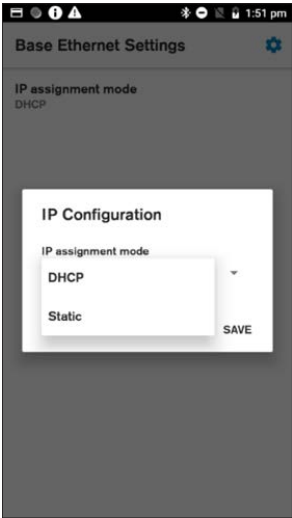 1:51 pm
Base Ethernet Settings
IP assignment mode
DHCP
IP Configuration
IP assignment mode
DHCP
Static
SAVE